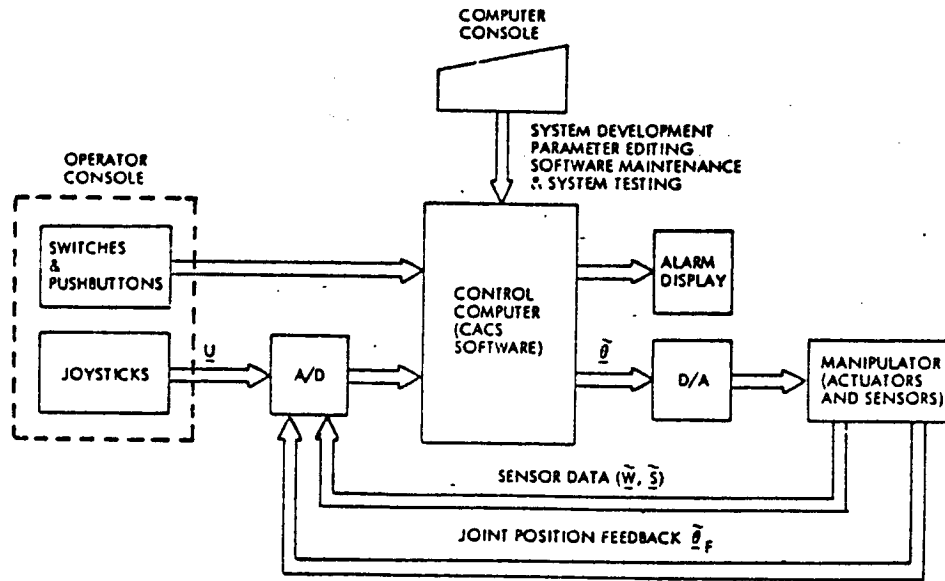 COMPUTER
CONSOLE
SYSTEM DEVELOPMENT
PARAMETER EDITING
SOFTWARE MAINTENANCE
& SYSTEM TESTING
OPERATOR
CONSOLE
SWITCHES
&
PUSHBUTTONS
JOYSTICKS
U
A/D
CONTROL
COMPUTER
(CACS
SOFTWARE)
ALARM
DISPLAY
θ̃
D/A
MANIPULATOR
(ACTUATORS
AND SENSORS)
SENSOR DATA (W̃, S̃)
JOINT POSITION FEEDBACK θ̃F